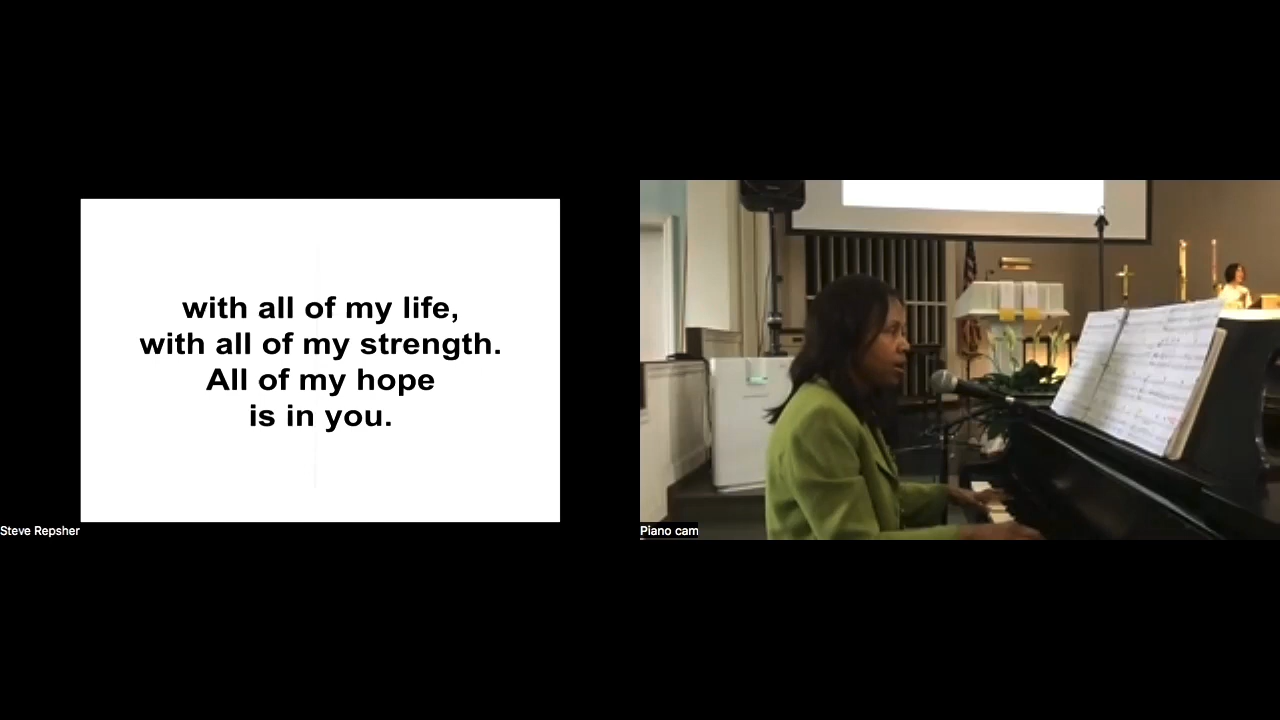 with all of my life,
with all of my strength.
All of my hope
is in you.
Steve Repsher
Piano cam